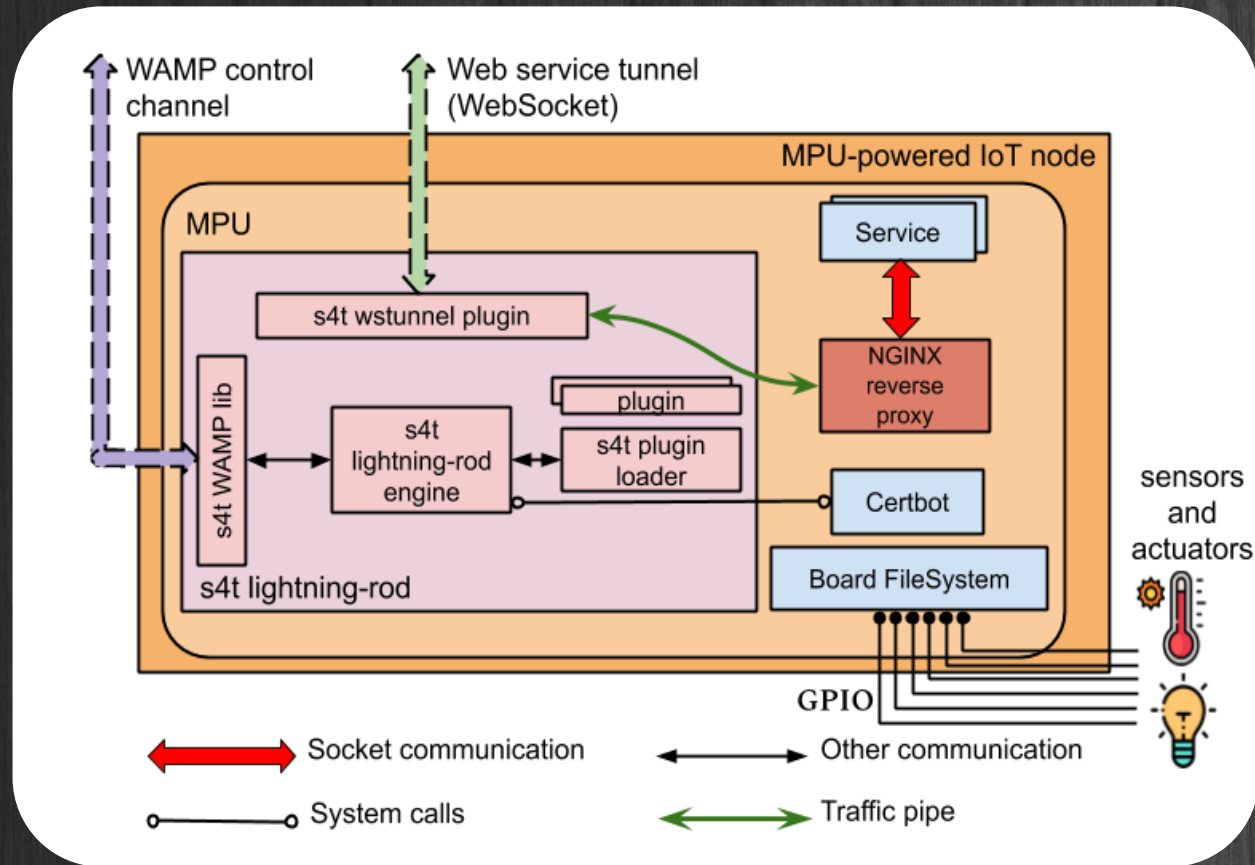 WAMP control
channel
Web service tunnel
(WebSocket)
MPU-powered IoT node
MPU
Service
s4t wstunnel plugin
NGINX
reverse
proxy
plugin
s4t WAMP lib
s4t
lightning-rod
engine
s4t plugin
loader
Certbot
sensors
and
actuators
Board FileSystem
s4t lightning-rod
GPIO
Socket communication
Other communication
System calls
Traffic pipe